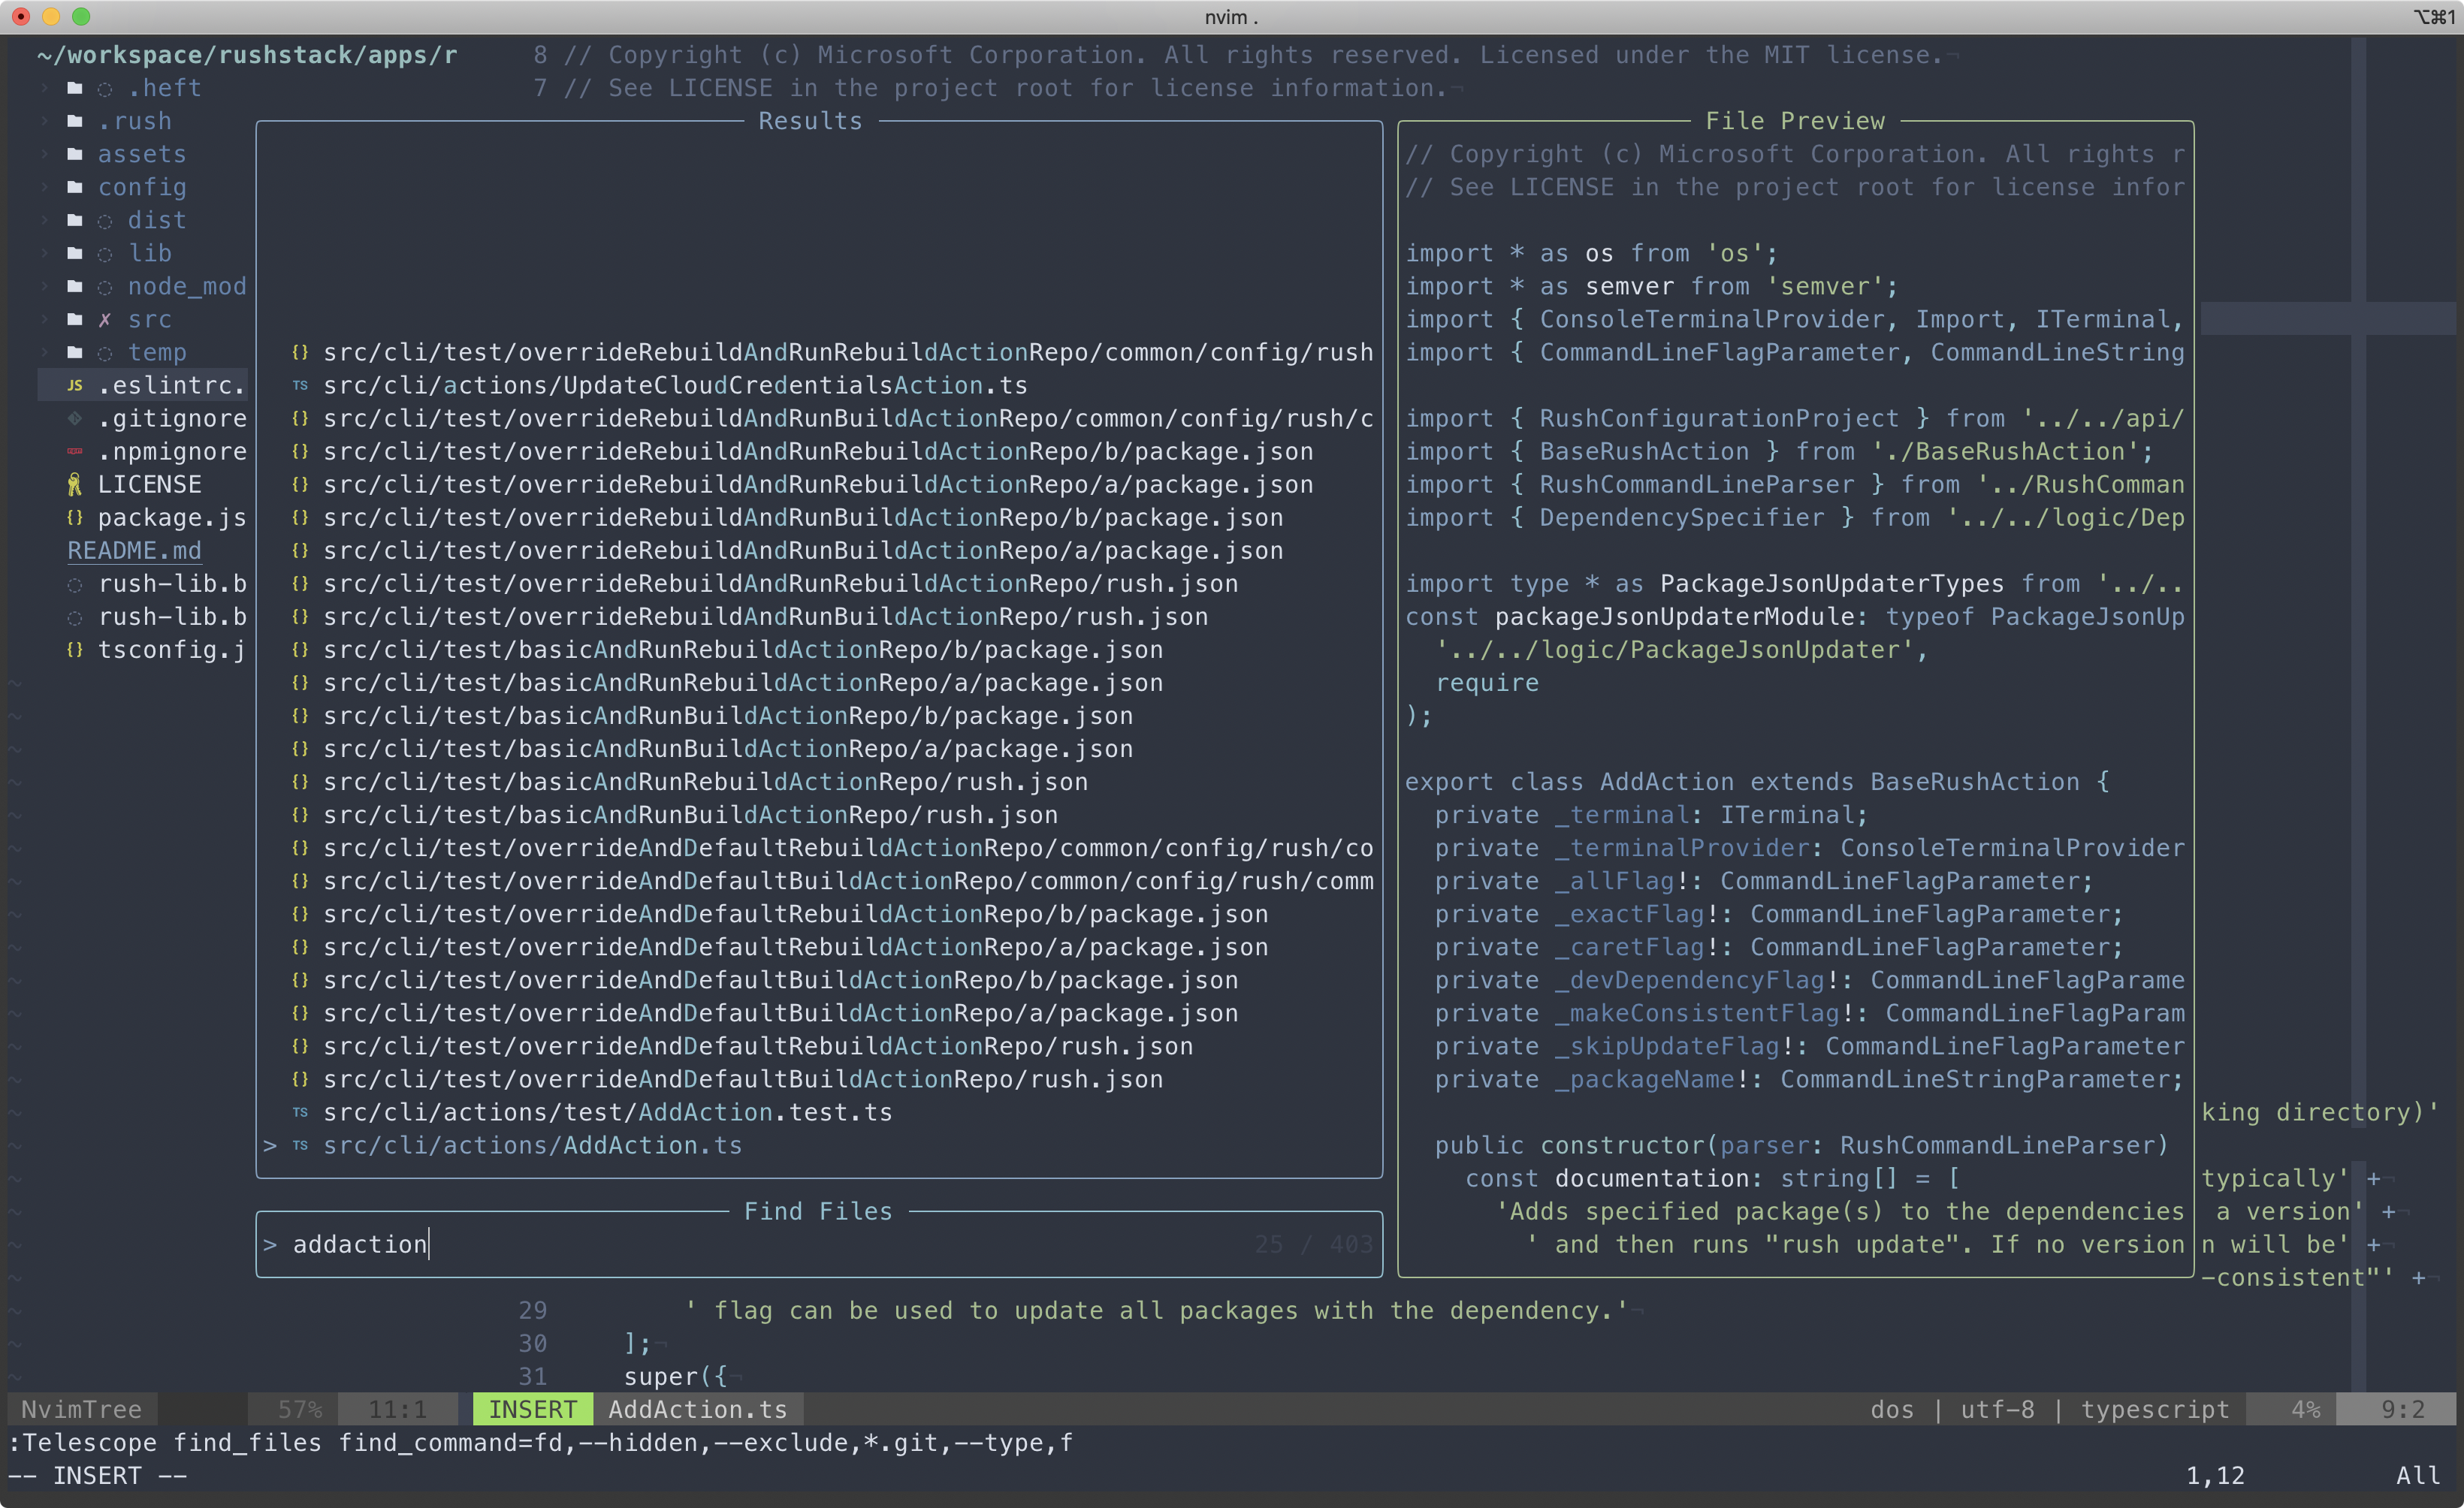 nvim .
⌥⌘1
~/workspace/rushstack/apps/r
.heft
.rush
assets
config
dist
lib
node_mod
✗ src
temp
JS .eslintrc.
.gitignore
.npmignore
LICENSE
{} package.js
README.md
rush-lib.b
rush-lib.b
{} tsconfig.j
8 // Copyright (c) Microsoft Corporation. All rights reserved. Licensed under the MIT license.¬
7 // See LICENSE in the project root for license information.¬
Results
{} src/cli/test/overrideRebuildAndRunRebuildActionRepo/common/config/rush
TS src/cli/actions/UpdateCloudCredentialsAction.ts
{} src/cli/test/overrideRebuildAndRunBuildActionRepo/common/config/rush/c
{} src/cli/test/overrideRebuildAndRunRebuildActionRepo/b/package.json
{} src/cli/test/overrideRebuildAndRunRebuildActionRepo/a/package.json
{} src/cli/test/overrideRebuildAndRunBuildActionRepo/b/package.json
{} src/cli/test/overrideRebuildAndRunBuildActionRepo/a/package.json
{} src/cli/test/overrideRebuildAndRunRebuildActionRepo/rush.json
{} src/cli/test/overrideRebuildAndRunBuildActionRepo/rush.json
{} src/cli/test/basicAndRunRebuildActionRepo/b/package.json
{} src/cli/test/basicAndRunRebuildActionRepo/a/package.json
{} src/cli/test/basicAndRunBuildActionRepo/b/package.json
{} src/cli/test/basicAndRunBuildActionRepo/a/package.json
{} src/cli/test/basicAndRunRebuildActionRepo/rush.json
{} src/cli/test/basicAndRunBuildActionRepo/rush.json
{} src/cli/test/overrideAndDefaultRebuildActionRepo/common/config/rush/co
{} src/cli/test/overrideAndDefaultBuildActionRepo/common/config/rush/comm
{} src/cli/test/overrideAndDefaultRebuildActionRepo/b/package.json
{} src/cli/test/overrideAndDefaultRebuildActionRepo/a/package.json
{} src/cli/test/overrideAndDefaultBuildActionRepo/b/package.json
{} src/cli/test/overrideAndDefaultBuildActionRepo/a/package.json
{} src/cli/test/overrideAndDefaultRebuildActionRepo/rush.json
{} src/cli/test/overrideAndDefaultBuildActionRepo/rush.json
TS src/cli/actions/test/AddAction.test.ts
> TS src/cli/actions/AddAction.ts
Find Files
> addaction
25 / 403
File Preview
// Copyright (c) Microsoft Corporation. All rights r
// See LICENSE in the project root for license infor
import * as os from 'os';
import * as semver from 'semver';
import { ConsoleTerminalProvider, Import, ITerminal,
import { CommandLineFlagParameter, CommandLineString
import { RushConfigurationProject } from '../../api/
import { BaseRushAction } from './BaseRushAction';
import { RushCommandLineParser } from '../RushComman
import { DependencySpecifier } from '../../logic/Dep
import type * as PackageJsonUpdaterTypes from '../..
const packageJsonUpdaterModule: typeof PackageJsonUp
'../../logic/PackageJsonUpdater',
require
);
export class AddAction extends BaseRushAction {
private _terminal: ITerminal;
private _terminalProvider: ConsoleTerminalProvider
private _allFlag!: CommandLineFlagParameter;
private _exactFlag!: CommandLineFlagParameter;
private _caretFlag!: CommandLineFlagParameter;
private _devDependencyFlag!: CommandLineFlagParame
private _makeConsistentFlag!: CommandLineFlagParam
private _skipUpdateFlag!: CommandLineFlagParameter
private _packageName!: CommandLineStringParameter;
public constructor(parser: RushCommandLineParser)
const documentation: string[] = [
'Adds specified package(s) to the dependencies
' and then runs "rush update". If no version
king directory)'
typically' +¬
a version' +¬
n will be' +¬
-consistent"' +¬
29 ' flag can be used to update all packages with the dependency.'¬
30 ];¬
31 super({¬
NvimTree 57% 11:1 INSERT AddAction.ts dos | utf-8 | typescript 4% 9:2
:Telescope find_files find_command=fd,--hidden,--exclude,*.git,--type,f
-- INSERT -- 1,12 All